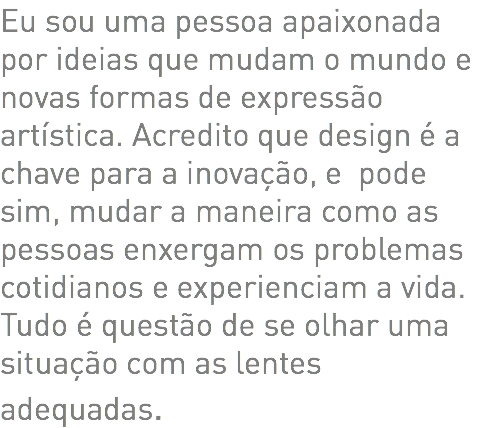 Eu sou uma pessoa apaixonada
por ideias que mudam o mundo e
novas formas de expressão
artística. Acredito que design é a
chave para a inovação, e  pode
sim, mudar a maneira como as
pessoas enxergam os problemas
cotidianos e experienciam a vida.
Tudo é questão de se olhar uma
situação com as lentes
adequadas.